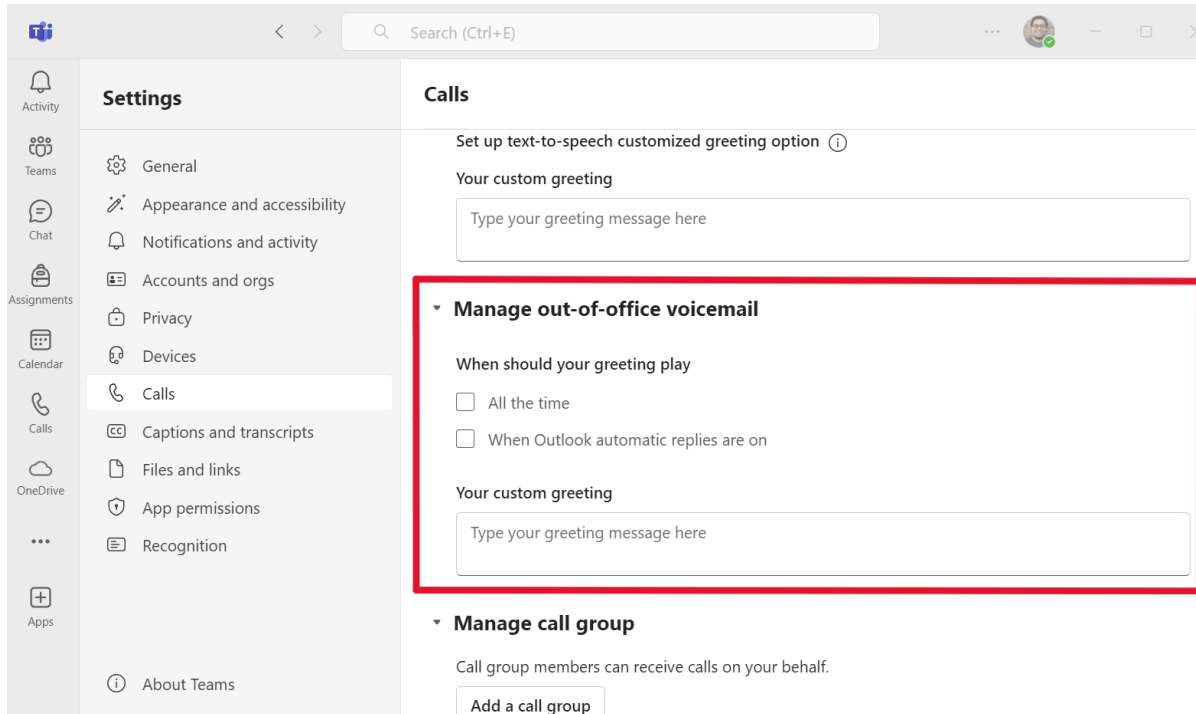 Search (Ctrl+E)
Activity
Teams
Chat
Assignments
Calendar
Calls
OneDrive
Apps
Settings
General
Appearance and accessibility
Notifications and activity
Accounts and orgs
Privacy
Devices
Calls
CC Captions and transcripts
Files and links
App permissions
Recognition
About Teams
Calls
Set up text-to-speech customized greeting option
Your custom greeting
Type your greeting message here
Manage out-of-office voicemail
When should your greeting play
All the time
When Outlook automatic replies are on
Your custom greeting
Type your greeting message here
Manage call group
Call group members can receive calls on your behalf.
Add a call group